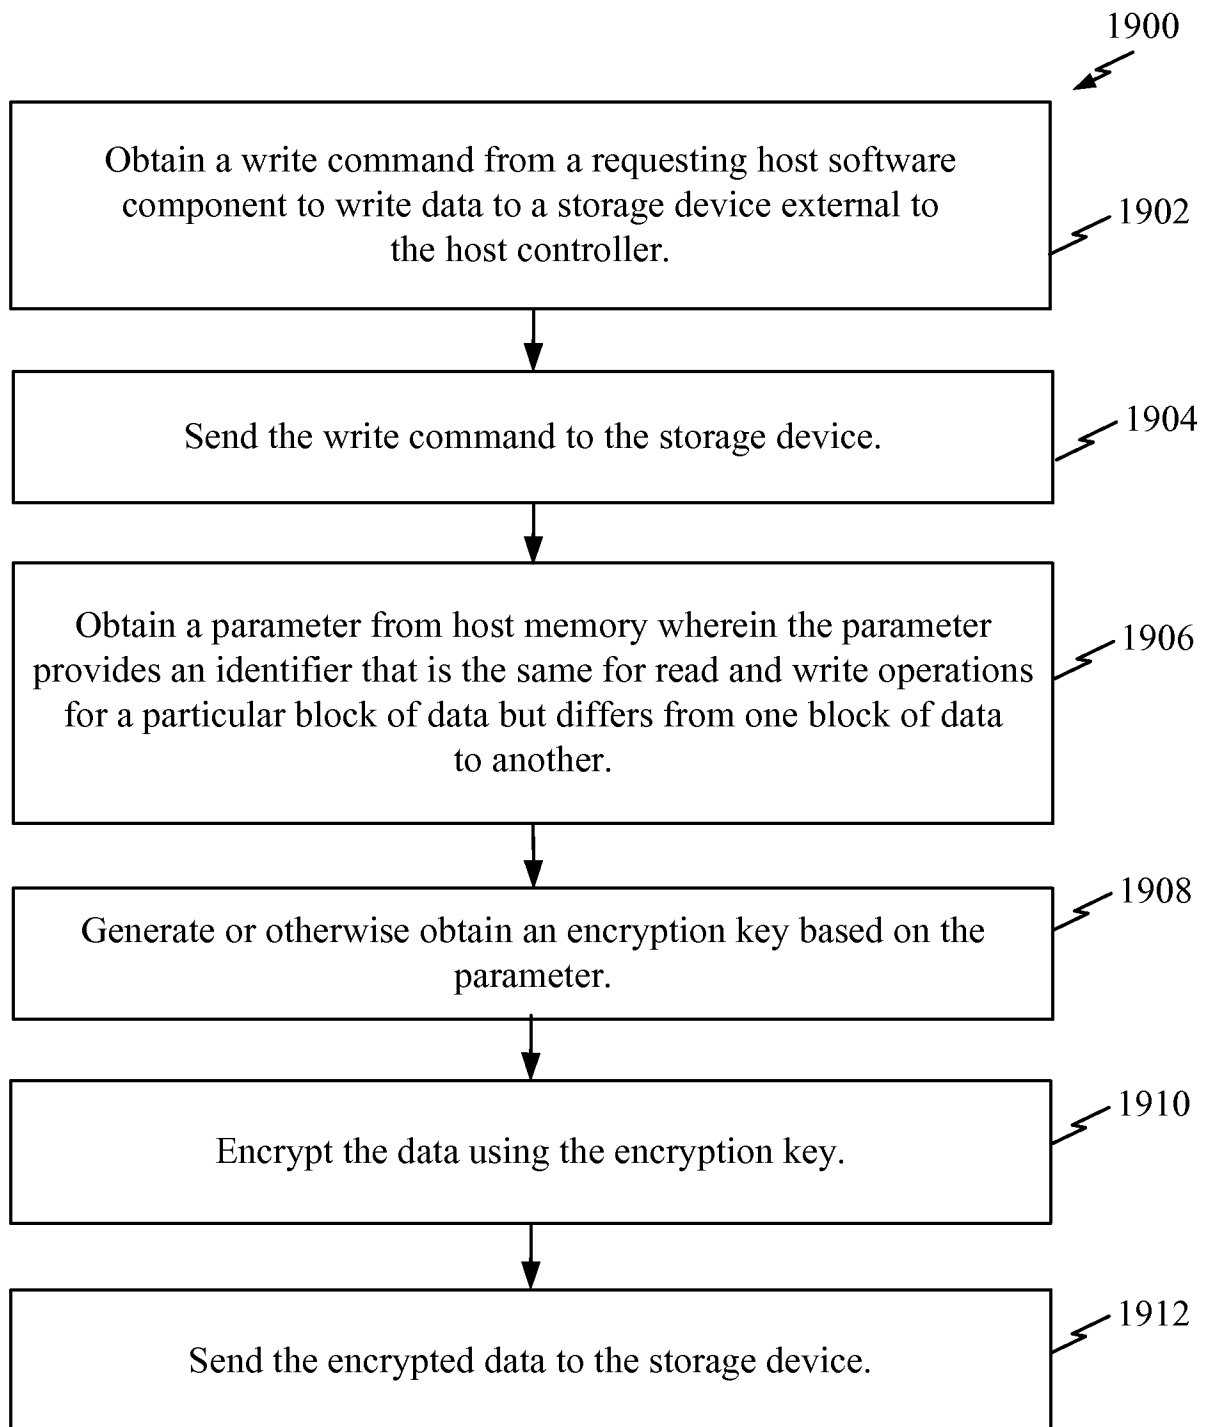 1900
Obtain a write command from a requesting host software
component to write data to a storage device external to
the host controller.
1902
Send the write command to the storage device.
1904
Obtain a parameter from host memory wherein the parameter
provides an identifier that is the same for read and write operations
for a particular block of data but differs from one block of data
to another.
1906
Generate or otherwise obtain an encryption key based on the
parameter.
1908
Encrypt the data using the encryption key.
1910
Send the encrypted data to the storage device.
1912